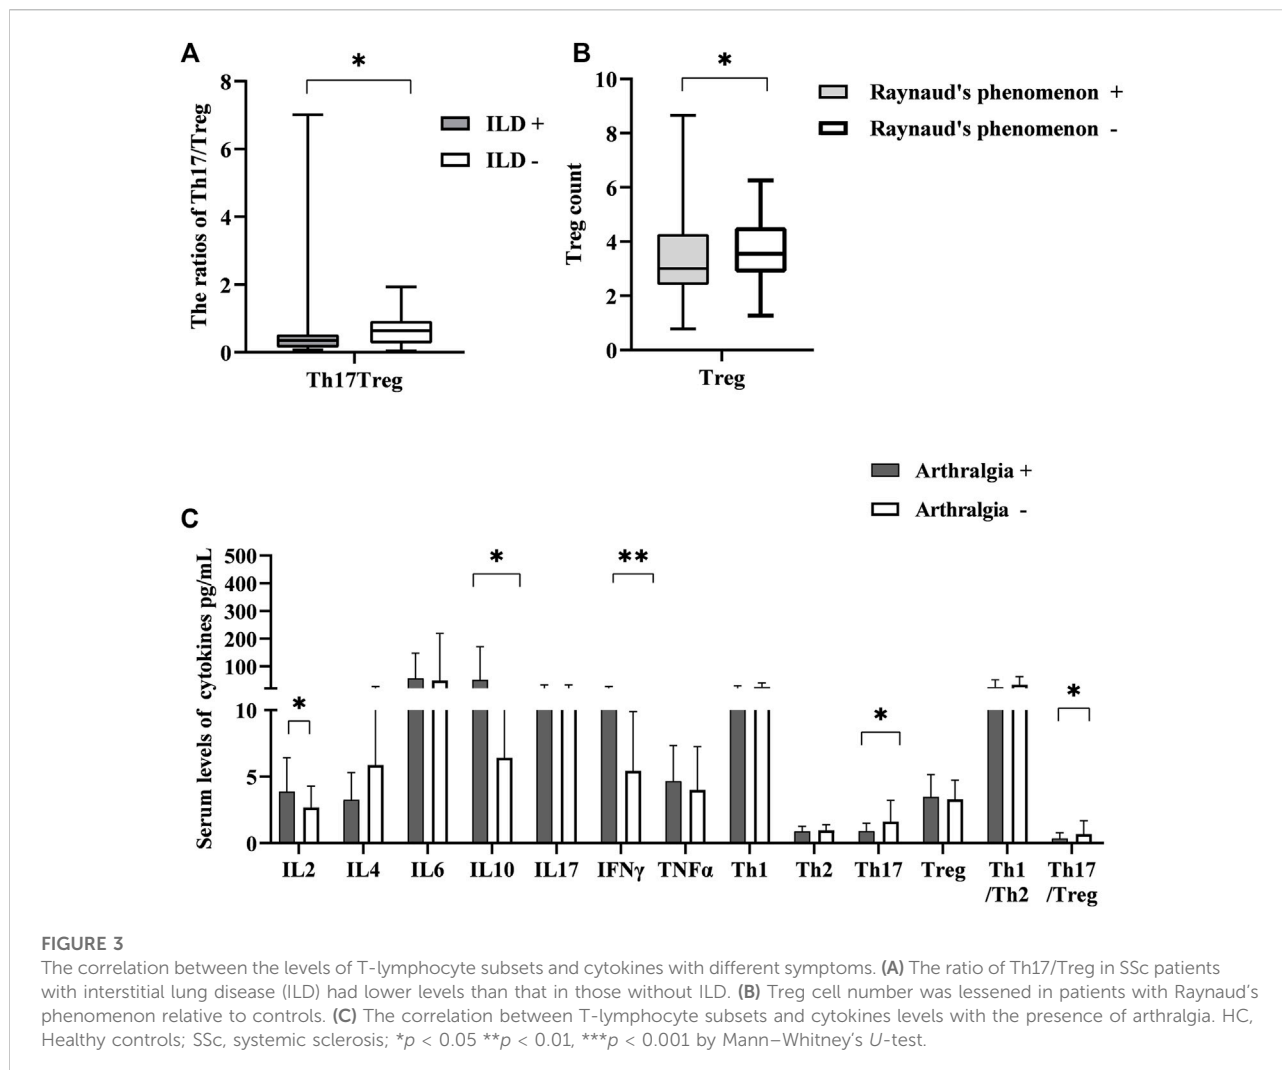 A
*
8
6
4
2
0
The ratios of Th17/Treg
Th17Treg
ILD +
ILD -
B
*
10
8
6
4
2
0
Treg count
Treg
Raynaud's phenomenon +
Raynaud's phenomenon -
Arthralgia +
Arthralgia -
C
Serum levels of cytokines pg/mL
500
400
300
200
100
10
5
0
*
*
**
*
*
IL2 IL4 IL6 IL10 IL17 IFNγ TNFα Th1 Th2 Th17 Treg Th1 Th17
/Th2 /Treg
FIGURE 3
The correlation between the levels of T-lymphocyte subsets and cytokines with different symptoms. (A) The ratio of Th17/Treg in SSc patients
with interstitial lung disease (ILD) had lower levels than that in those without ILD. (B) Treg cell number was lessened in patients with Raynaud's
phenomenon relative to controls. (C) The correlation between T-lymphocyte subsets and cytokines levels with the presence of arthralgia. HC,
Healthy controls; SSc, systemic sclerosis; *p < 0.05 **p < 0.01, ***p < 0.001 by Mann–Whitney's U-test.